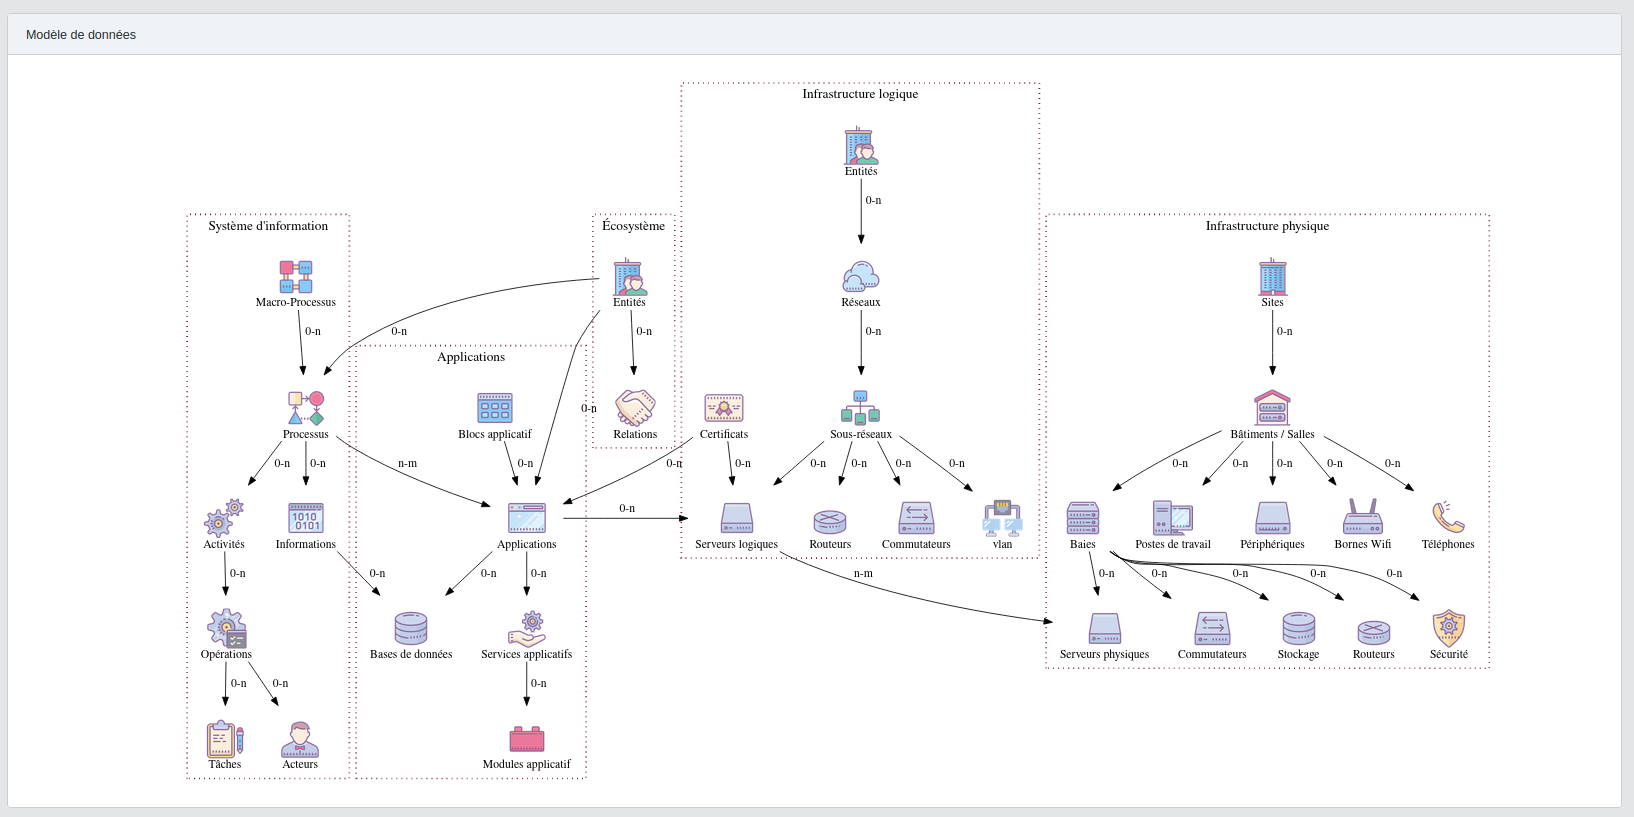 Modèle de données
Infrastructure logique
Entités
0-n
Système d'information
Écosystème
Infrastructure physique
Macro-Processus
Entités
Réseaux
Sites
0-n
0-n
0-n
0-n
0-n
Applications
Processus
Blocs applicatif
0-n
Relations
Certificats
Sous-réseaux
Bâtiments / Salles
0-n
0-n
n-m
0-n
0-n
0-n
0-n
0-n
0-n
0-n
0-n
0-n
0-n
0-n
0-n
Activités
Informations
Applications
0-n
Serveurs logiques
Routeurs
Commutateurs
vlan
Baies
Postes de travail
Périphériques
Bornes Wifi
Téléphones
0-n
0-n
0-n
0-n
n-m
0-n
0-n
0-n
0-n
0-n
Opérations
Bases de données
Services applicatifs
Serveurs physiques
Commutateurs
Stockage
Routeurs
Sécurité
0-n
0-n
0-n
Tâches
Acteurs
Modules applicatif